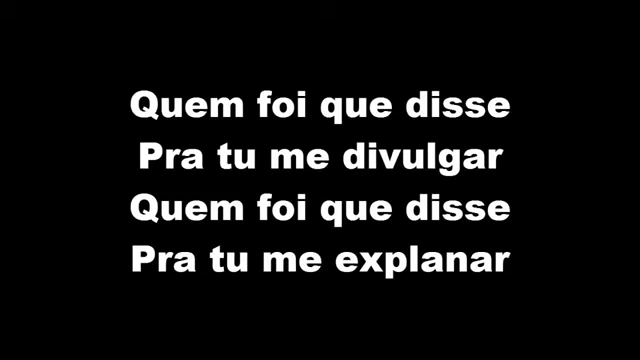 Quem foi que disse
Pra tu me divulgar
Quem foi que disse
Pra tu me explanar